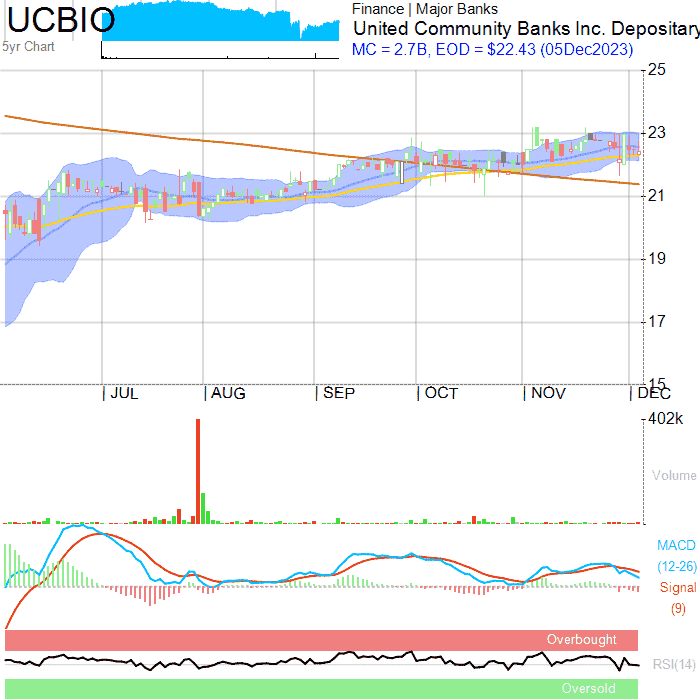 UCBIO
5yr Chart
Finance | Major Banks
United Community Banks Inc. Depositary
MC = 2.7B, EOD = $22.43 (05Dec2023)
25
23
21
19
17
15
| JUL | AUG | SEP | OCT | NOV | DEC
402k
Volume
MACD
(12-26)
Signal
(9)
Overbought
RSI(14)
Oversold